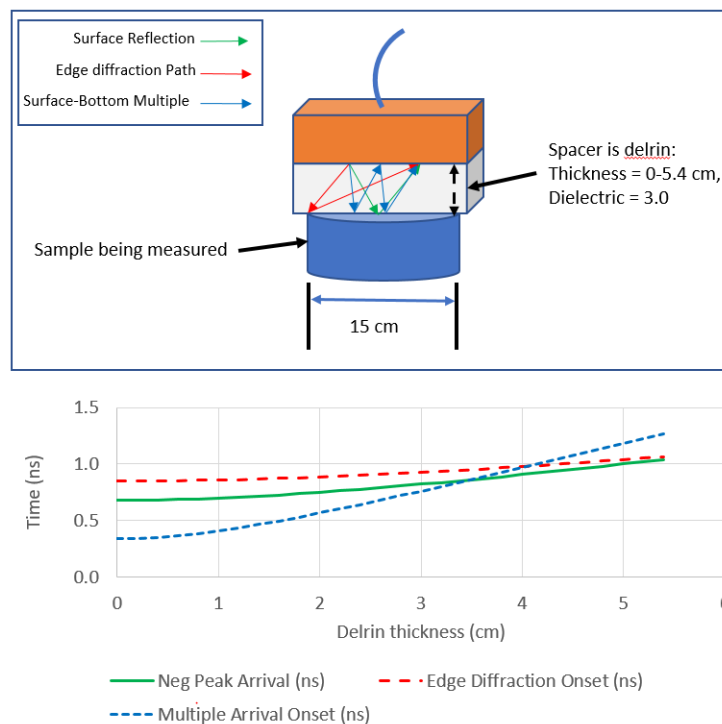 Surface Reflection
Edge diffraction Path
Surface-Bottom Multiple
Spacer is delrin:
Thickness = 0-5.4 cm,
Dielectric = 3.0
Sample being measured
15 cm
1.5
1.0
0.5
0.0
Time (ns)
0 1 2 3 4 5 6
Delrin thickness (cm)
Neg Peak Arrival (ns) Edge Diffraction Onset (ns)
Multiple Arrival Onset (ns)